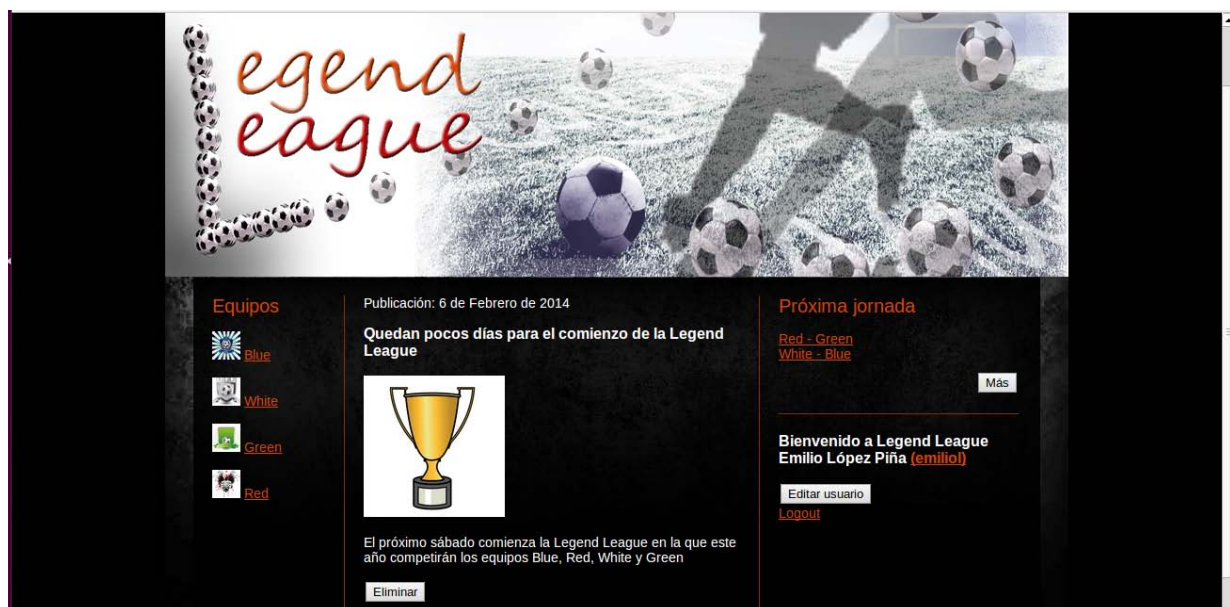 Legend
League
Equipos
Blue
White
Green
Red
Publicación: 6 de Febrero de 2014
Quedan pocos días para el comienzo de la Legend
League
El próximo sábado comienza la Legend League en la que este
año competirán los equipos Blue, Red, White y Green
Eliminar
Próxima jornada
Red - Green
White - Blue
Más
Bienvenido a Legend League
Emilio López Piña (emiliol)
Editar usuario
Logout